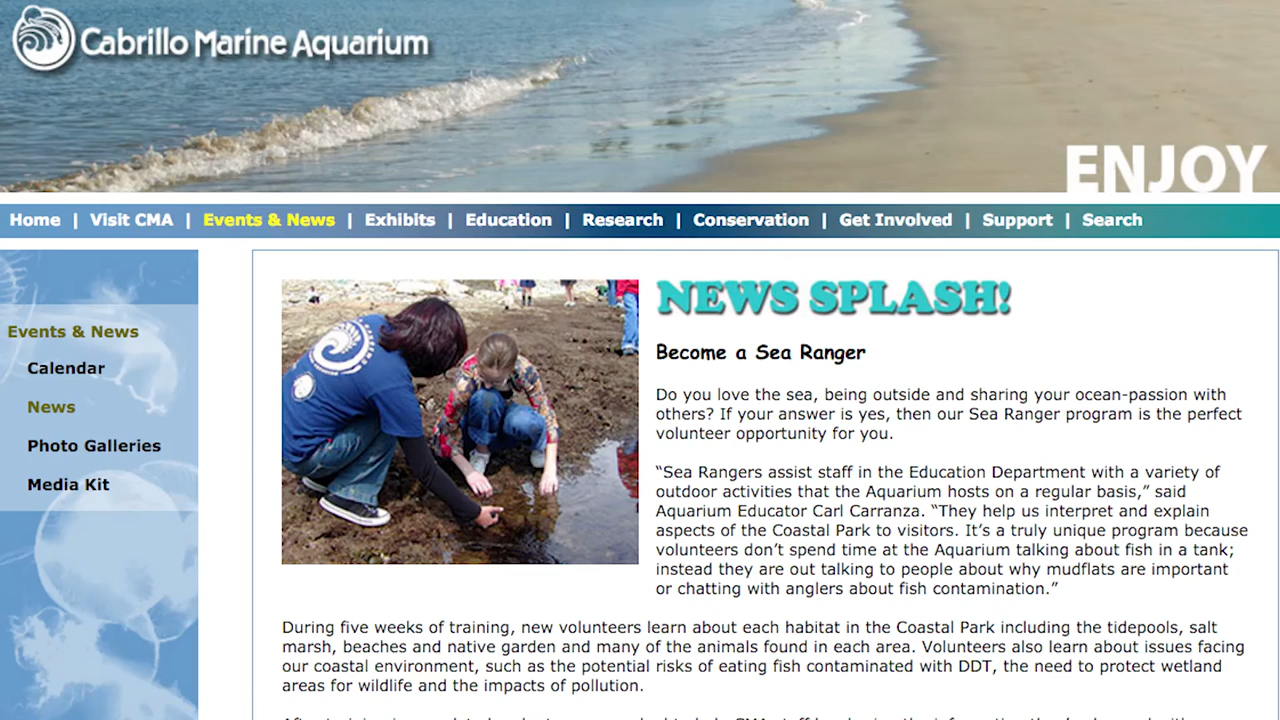 Cabrillo Marine Aquarium
ENJOY
Home | Visit CMA | Events & News | Exhibits | Education | Research | Conservation | Get Involved | Support | Search
Events & News
Calendar
News
Photo Galleries
Media Kit
NEWS SPLASH!
Become a Sea Ranger
Do you love the sea, being outside and sharing your ocean-passion with
others? If your answer is yes, then our Sea Ranger program is the perfect
volunteer opportunity for you.
“Sea Rangers assist staff in the Education Department with a variety of
outdoor activities that the Aquarium hosts on a regular basis,” said
Aquarium Educator Carl Carranza. “They help us interpret and explain
aspects of the Coastal Park to visitors. It’s a truly unique program because
volunteers don’t spend time at the Aquarium talking about fish in a tank;
instead they are out talking to people about why mudflats are important
or chatting with anglers about fish contamination.”
During five weeks of training, new volunteers learn about each habitat in the Coastal Park including the tidepools, salt
marsh, beaches and native garden and many of the animals found in each area. Volunteers also learn about issues facing
our coastal environment, such as the potential risks of eating fish contaminated with DDT, the need to protect wetland
areas for wildlife and the impacts of pollution.